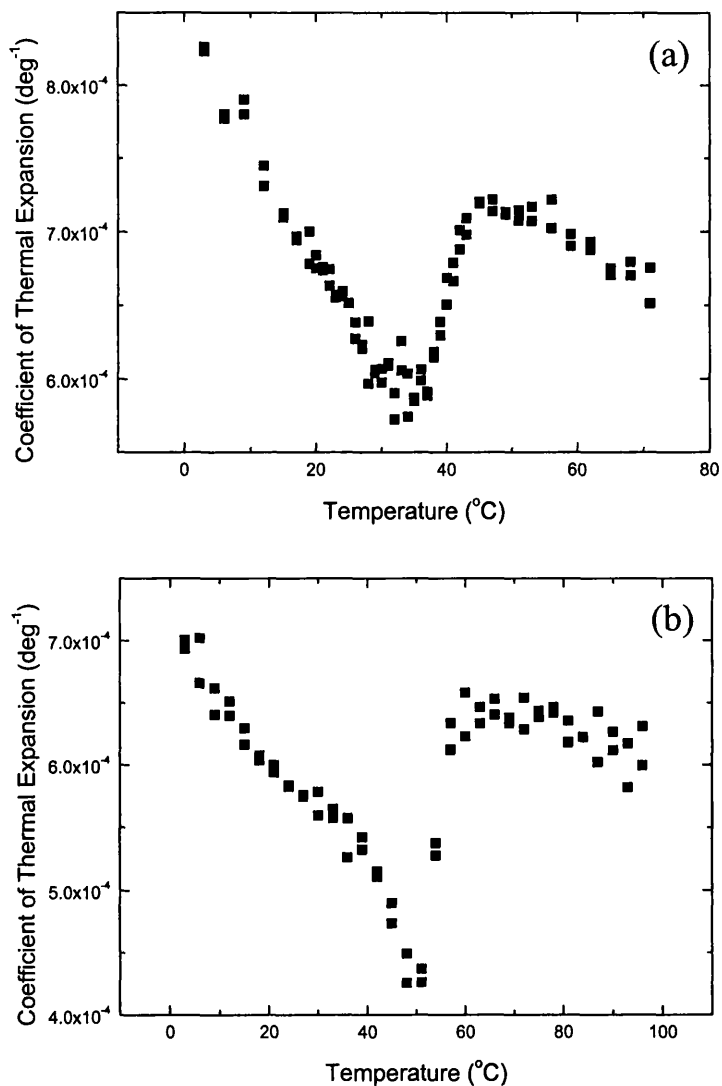 (a)
Coefficient of Thermal Expansion (deg⁻¹)
8.0x10⁻⁴
7.0x10⁻⁴
6.0x10⁻⁴
0 20 40 60 80
Temperature (°C)
(b)
Coefficient of Thermal Expansion (deg⁻¹)
7.0x10⁻⁴
6.0x10⁻⁴
5.0x10⁻⁴
4.0x10⁻⁴
0 20 40 60 80 100
Temperature (°C)